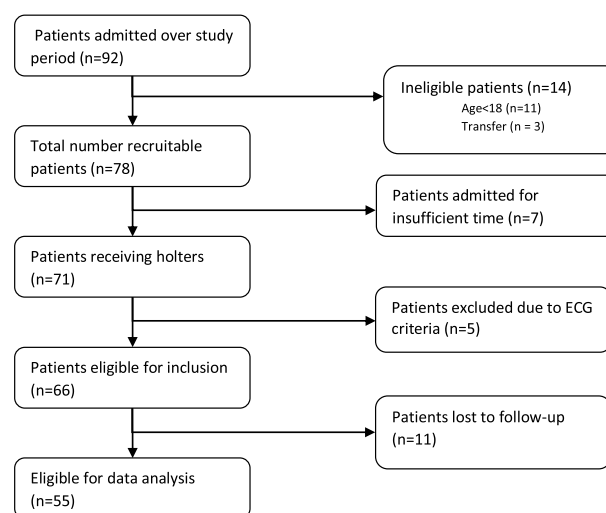 Patients admitted over study
period (n=92)
Ineligible patients (n=14)
Age<18 (n=11)
Transfer (n = 3)
Total number recruitable
patients (n=78)
Patients admitted for
insufficient time (n=7)
Patients receiving holters
(n=71)
Patients excluded due to ECG
criteria (n=5)
Patients eligible for inclusion
(n=66)
Patients lost to follow-up
(n=11)
Eligible for data analysis
(n=55)